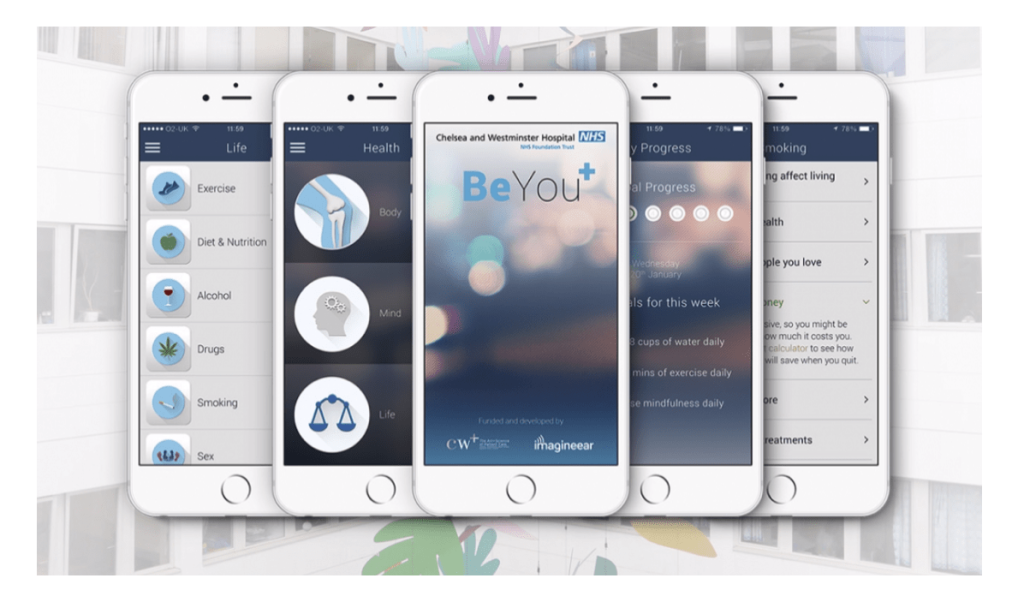 O2-UK
11:59
Life
Exercise
Diet & Nutrition
Alcohol
Drugs
Smoking
Sex
O2-UK
11:59
Health
Body
Mind
Life
Chelsea and Westminster Hospital NHS
NHS Foundation Trust
BeYou+
Funded and developed by
CW+
imagineear
11:59
78%
y Progress
al Progress
Wednesday
20th January
als for this week
8 cups of water daily
mins of exercise daily
se mindfulness daily
11:59
78%
moking
ng affect living
alth
ple you love
oney
sive, so you might be
ow much it costs you.
calculator to see how
will save when you quit.
ore
reatments